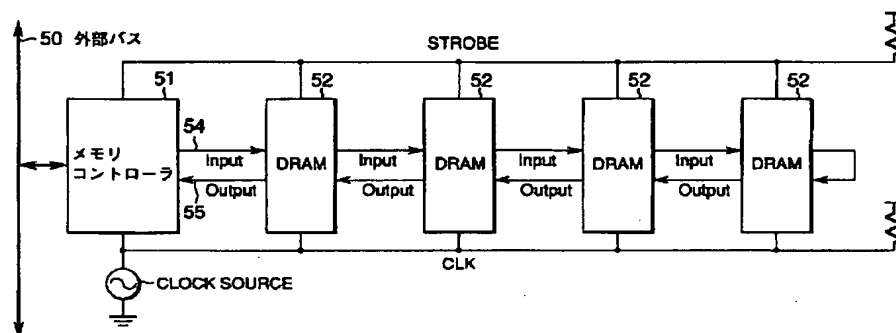 50 外部バス
STROBE
51
52
52
52
52
メモリ
コントローラ
54
Input
Output
55
DRAM
Input
Output
DRAM
Input
Output
DRAM
Input
Output
DRAM
CLK
CLOCK SOURCE